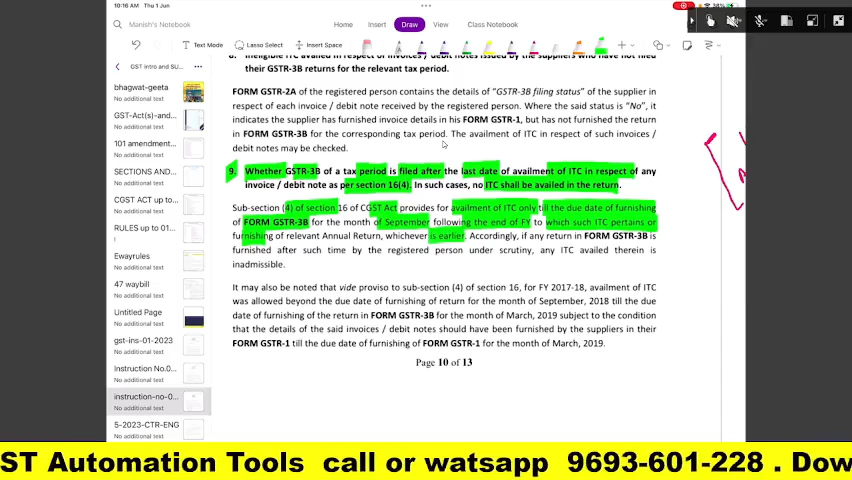 10:16 AM Thu 1 Jun
38%
Manish's Notebook
Home Insert Draw View Class Notebook
Text Mode Lasso Select Insert Space
GST intro and SU...
bhagwat-geeta
No additional text
GST-Act(s)-and...
No additional text
101 amendment...
No additional text
SECTIONS AND...
No additional text
CGST ACT up to...
No additional text
RULES up to 01...
Ewayrules
No additional text
47 waybill
No additional text
Untitled Page
No additional text
gst-ins-01-2023
No additional text
Instruction No.0...
No additional text
instruction-no-0...
No additional text
5-2023-CTR-ENG
No additional text
8. Ineligible ITC availed in respect of invoices / debit notes issued by the suppliers who have not filed
their GSTR-3B returns for the relevant tax period.
FORM GSTR-2A of the registered person contains the details of "GSTR-3B filing status" of the supplier in
respect of each invoice / debit note received by the registered person. Where the said status is "No", it
indicates the supplier has furnished invoice details in his FORM GSTR-1, but has not furnished the return
in FORM GSTR-3B for the corresponding tax period. The availment of ITC in respect of such invoices /
debit notes may be checked.
9. Whether GSTR-3B of a tax period is filed after the last date of availment of ITC in respect of any
invoice / debit note as per section 16(4). In such cases, no ITC shall be availed in the return.
Sub-section (4) of section 16 of CGST Act provides for availment of ITC only till the due date of furnishing
of FORM GSTR-3B for the month of September following the end of FY to which such ITC pertains or
furnishing of relevant Annual Return, whichever is earlier. Accordingly, if any return in FORM GSTR-3B is
furnished after such time by the registered person under scrutiny, any ITC availed therein is
inadmissible.
It may also be noted that vide proviso to sub-section (4) of section 16, for FY 2017-18, availment of ITC
was allowed beyond the due date of furnishing of return for the month of September, 2018 till the due
date of furnishing of the return in FORM GSTR-3B for the month of March, 2019 subject to the condition
that the details of the said invoices / debit notes should have been furnished by the suppliers in their
FORM GSTR-1 till the due date of furnishing of FORM GSTR-1 for the month of March, 2019.
Page 10 of 13
ST Automation Tools call or watsapp 9693-601-228 . Dow